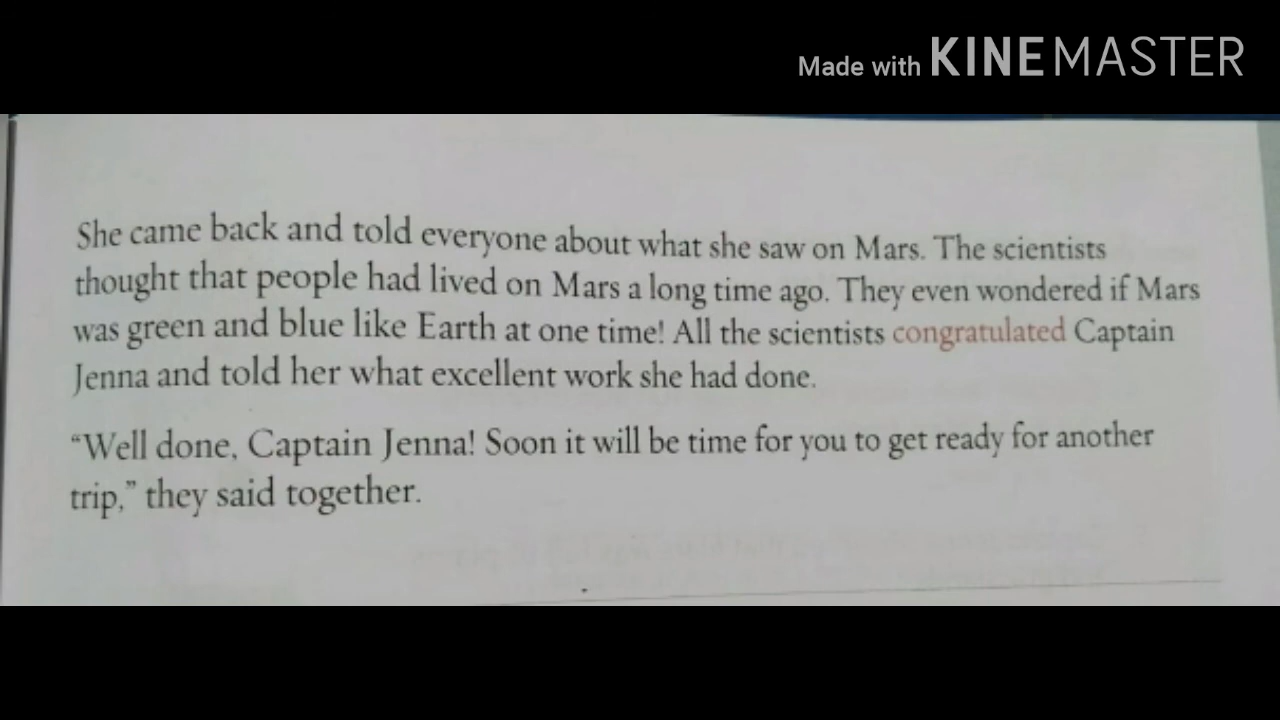 Made with KINEMASTER
She came back and told everyone about what she saw on Mars. The scientists
thought that people had lived on Mars a long time ago. They even wondered if Mars
was green and blue like Earth at one time! All the scientists congratulated Captain
Jenna and told her what excellent work she had done.
“Well done, Captain Jenna! Soon it will be time for you to get ready for another
trip,” they said together.